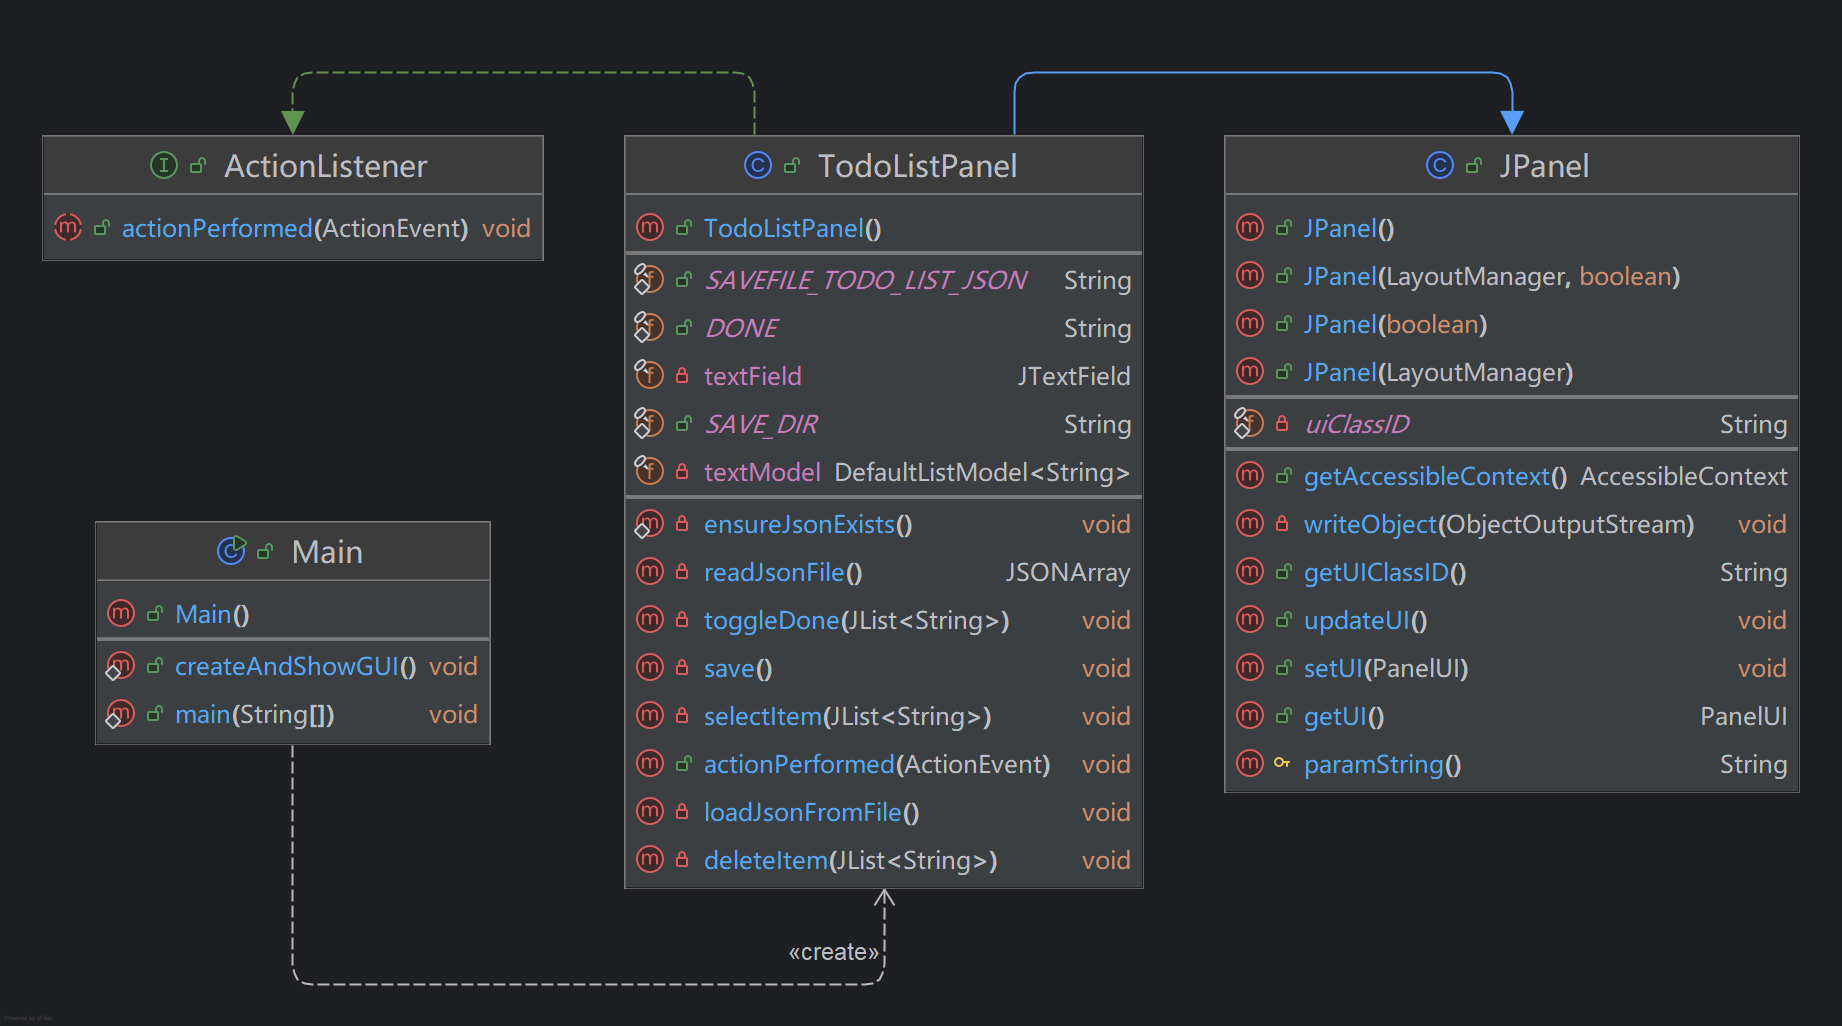 ActionListener
actionPerformed(ActionEvent) void
TodoListPanel
TodoListPanel()
SAVEFILE_TODO_LIST_JSON String
DONE String
textField JTextField
SAVE_DIR String
textModel DefaultListModel<String>
ensureJsonExists() void
readJsonFile() JSONArray
toggleDone(JList<String>) void
save() void
selectItem(JList<String>) void
actionPerformed(ActionEvent) void
loadJsonFromFile() void
deleteItem(JList<String>) void
JPanel
JPanel()
JPanel(LayoutManager, boolean)
JPanel(boolean)
JPanel(LayoutManager)
uiClassID String
getAccessibleContext() AccessibleContext
writeObject(ObjectOutputStream) void
getUIClassID() String
updateUI() void
setUI(PanelUI) void
getUI() PanelUI
paramString() String
Main
Main()
createAndShowGUI() void
main(String[]) void
«create»
Powered by yFiles